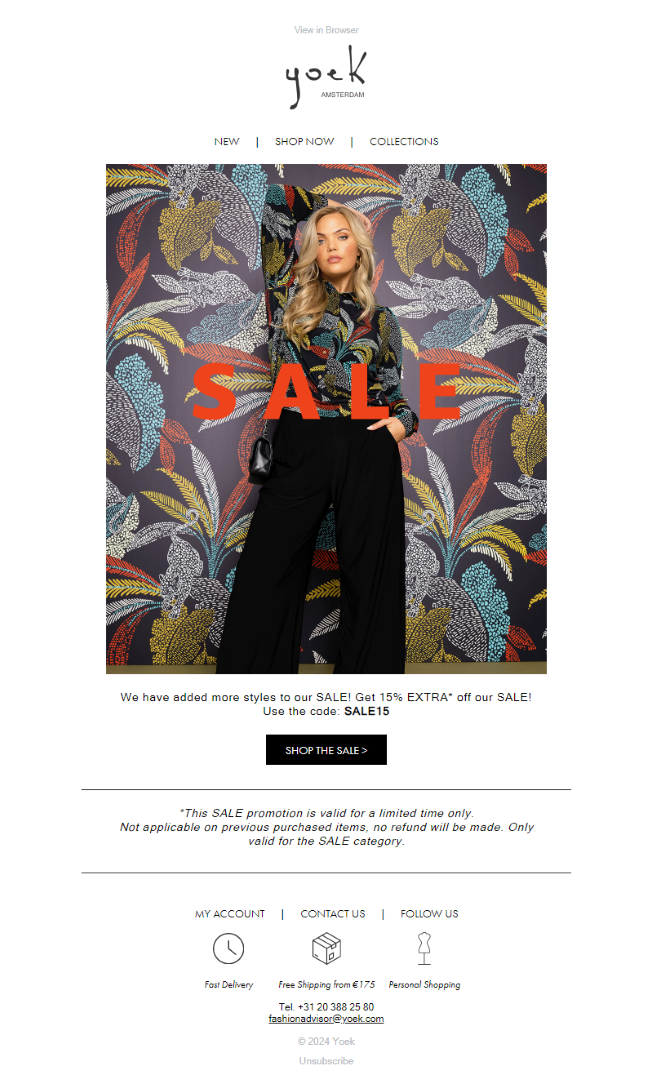 View in Browser
yoek
AMSTERDAM
NEW | SHOP NOW | COLLECTIONS
SALE
We have added more styles to our SALE! Get 15% EXTRA* off our SALE!
Use the code: SALE15
SHOP THE SALE >
*This SALE promotion is valid for a limited time only.
Not applicable on previous purchased items, no refund will be made. Only
valid for the SALE category.
MY ACCOUNT | CONTACT US | FOLLOW US
Fast Delivery Free Shipping from €175 Personal Shopping
Tel. +31 20 388 25 80
fashionadvisor@yoek.com
© 2024 Yoek
Unsubscribe